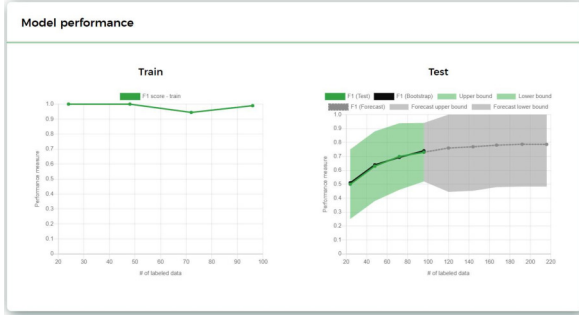 Model performance
Train
F1 score - train
1.0
0.9
0.8
0.7
0.6
0.5
0.4
0.3
0.2
0.1
0
Performance measure
20 30 40 50 60 70 80 90 100
# of labeled data
Test
F1 (Test) F1 (Bootstrap) Upper bound Lower bound
F1 (Forecast) Forecast upper bound Forecast lower bound
1.0
0.9
0.8
0.7
0.6
0.5
0.4
0.3
0.2
0.1
0
Performance measure
20 40 60 80 100 120 140 160 180 200 220
# of labeled data